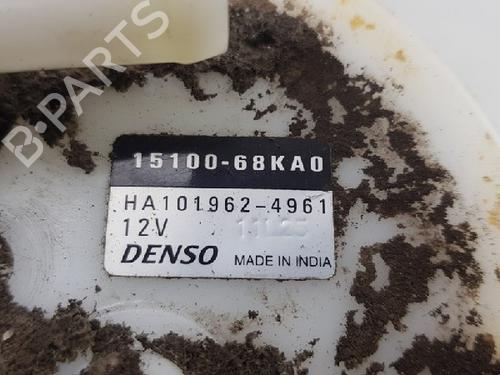 B-PARTS
15100-68KA0
HA101962-4961
12V
DENSO MADE IN INDIA